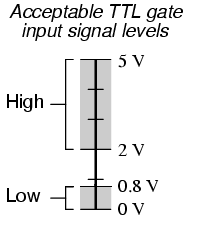 Acceptable TTL gate
input signal levels
5 V
High
2 V
Low
0.8 V
0 V